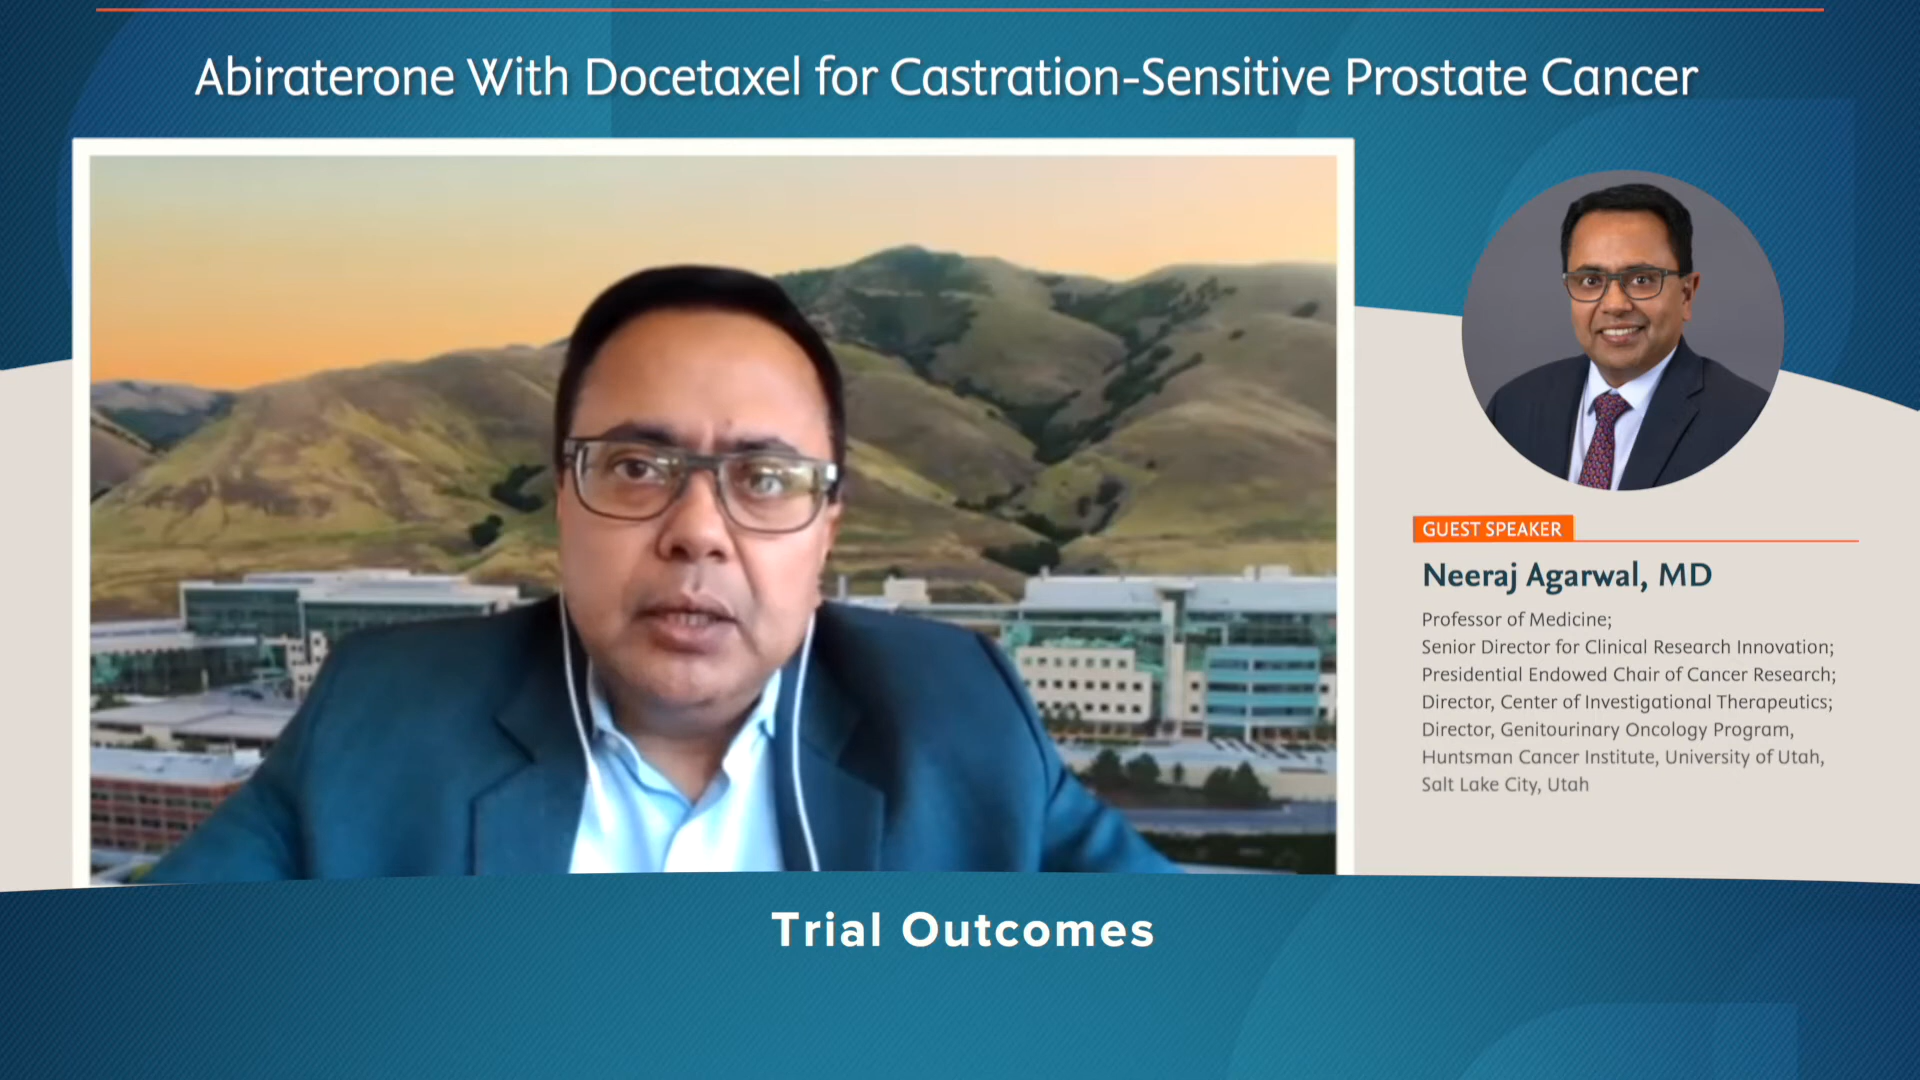 Abiraterone With Docetaxel for Castration-Sensitive Prostate Cancer
GUEST SPEAKER
Neeraj Agarwal, MD
Professor of Medicine;
Senior Director for Clinical Research Innovation;
Presidential Endowed Chair of Cancer Research;
Director, Center of Investigational Therapeutics;
Director, Genitourinary Oncology Program,
Huntsman Cancer Institute, University of Utah,
Salt Lake City, Utah
Trial Outcomes